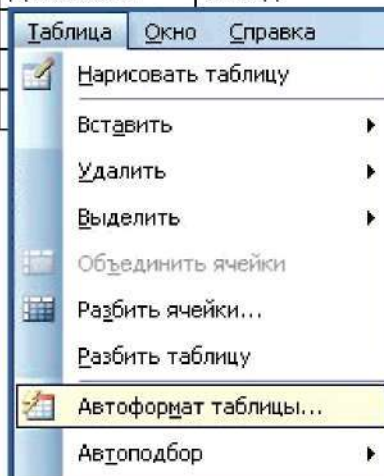 Таблица Окно Справка
Нарисовать таблицу
Вставить
Удалить
Выделить
Объединить ячейки
Разбить ячейки...
Разбить таблицу
Автоформат таблицы...
Автоподбор